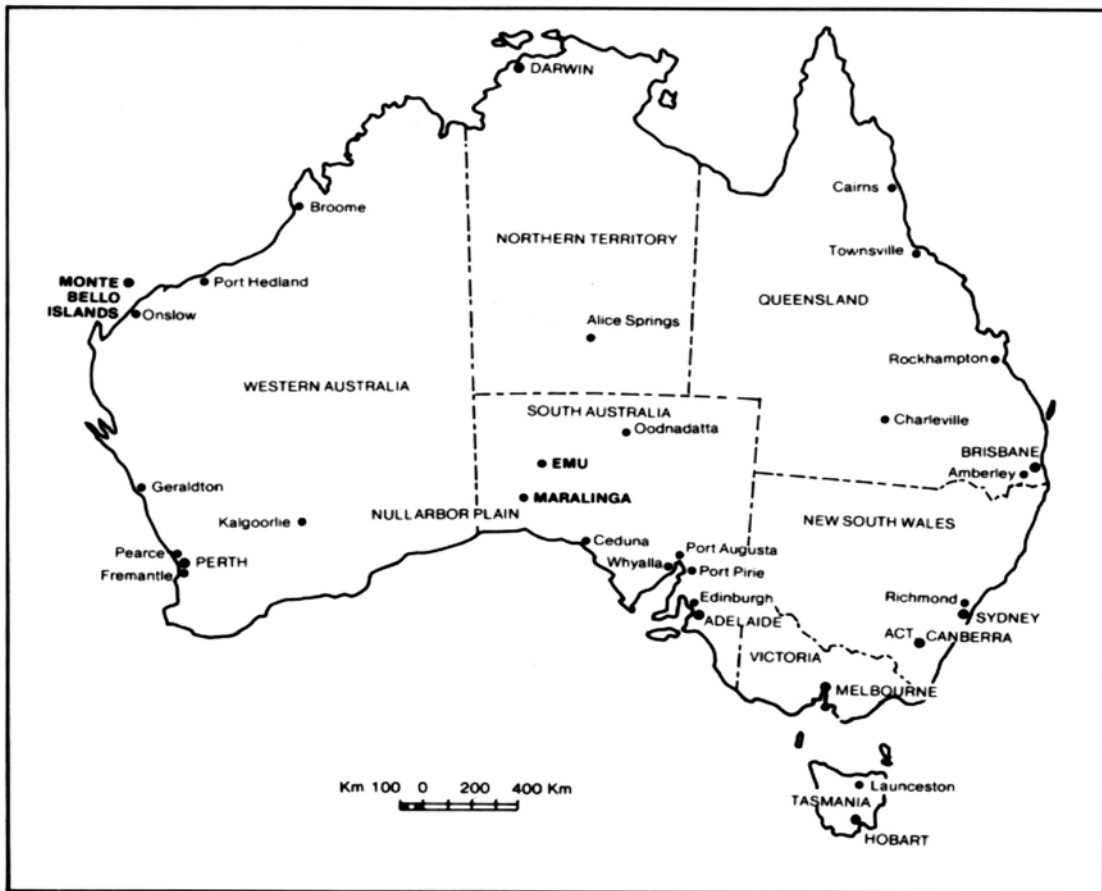 DARWIN
Cairns
Broome
NORTHERN TERRITORY
Townsville
MONTE
BELLO
ISLANDS
Port Hedland
Onslow
QUEENSLAND
Alice Springs
Rockhampton
WESTERN AUSTRALIA
SOUTH AUSTRALIA
Oodnadatta
Charleville
EMU
BRISBANE
Amberley
Geraldton
MARALINGA
NULLARBOR PLAIN
Kalgoorlie
NEW SOUTH WALES
Ceduna
Port Augusta
Pearce
PERTH
Whyalla
Port Pirie
Fremantle
Edinburgh
Richmond
ADELAIDE
SYDNEY
ACT
CANBERRA
VICTORIA
MELBOURNE
Km 100 0 200 400 Km
Launceston
TASMANIA
HOBART